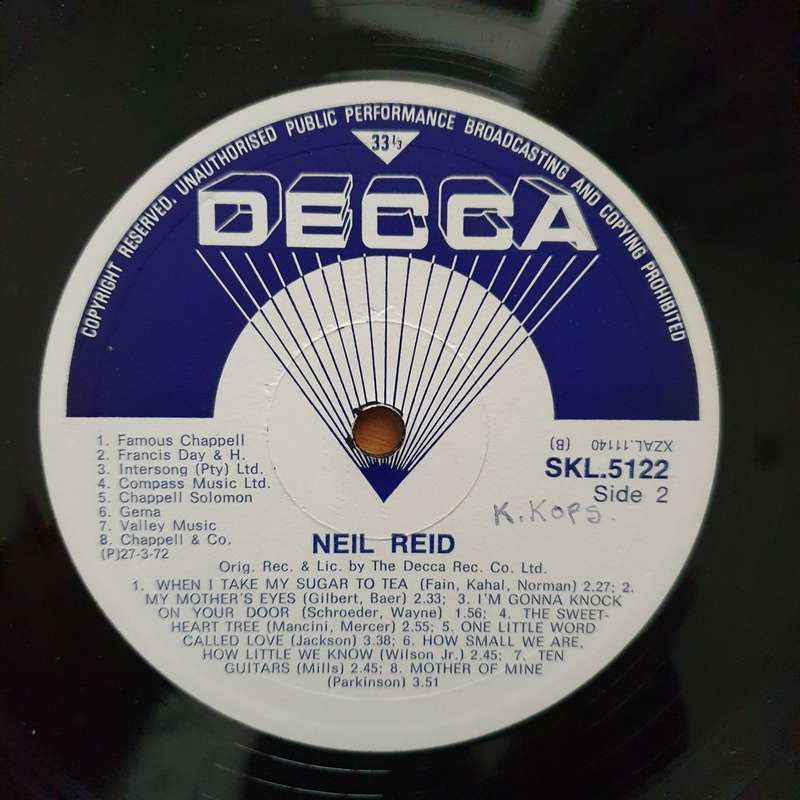 COPYRIGHT RESERVED. UNAUTHORISED PUBLIC PERFORMANCE BROADCASTING AND COPYING PROHIBITED
33⅓
DECCA
1. Famous Chappell
2. Francis Day & H.
3. Intersong (Pty) Ltd.
4. Compass Music Ltd.
5. Chappell Solomon
6. Gema
7. Valley Music
8. Chappell & Co.
(P)27-3-72
XZAL.11140 (B)
SKL.5122
Side 2
K. KOPS.
NEIL REID
Orig. Rec. & Lic. by The Decca Rec. Co. Ltd.
1. WHEN I TAKE MY SUGAR TO TEA (Fain, Kahal, Norman) 2.27; 2.
MY MOTHER'S EYES (Gilbert, Baer) 2.33; 3. I'M GONNA KNOCK
ON YOUR DOOR (Schroeder, Wayne) 1.56; 4. THE SWEET-
HEART TREE (Mancini, Mercer) 2.55; 5. ONE LITTLE WORD
CALLED LOVE (Jackson) 3.38; 6. HOW SMALL WE ARE,
HOW LITTLE WE KNOW (Wilson Jr.) 2.45; 7. TEN
GUITARS (Mills) 2.45; 8. MOTHER OF MINE
(Parkinson) 3.51